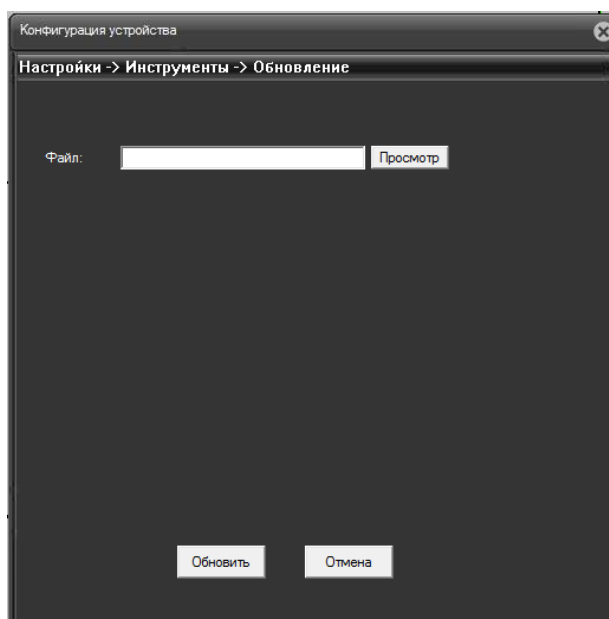 Конфигурация устройства
Настройки -> Инструменты -> Обновление
Файл: Просмотр
Обновить Отмена